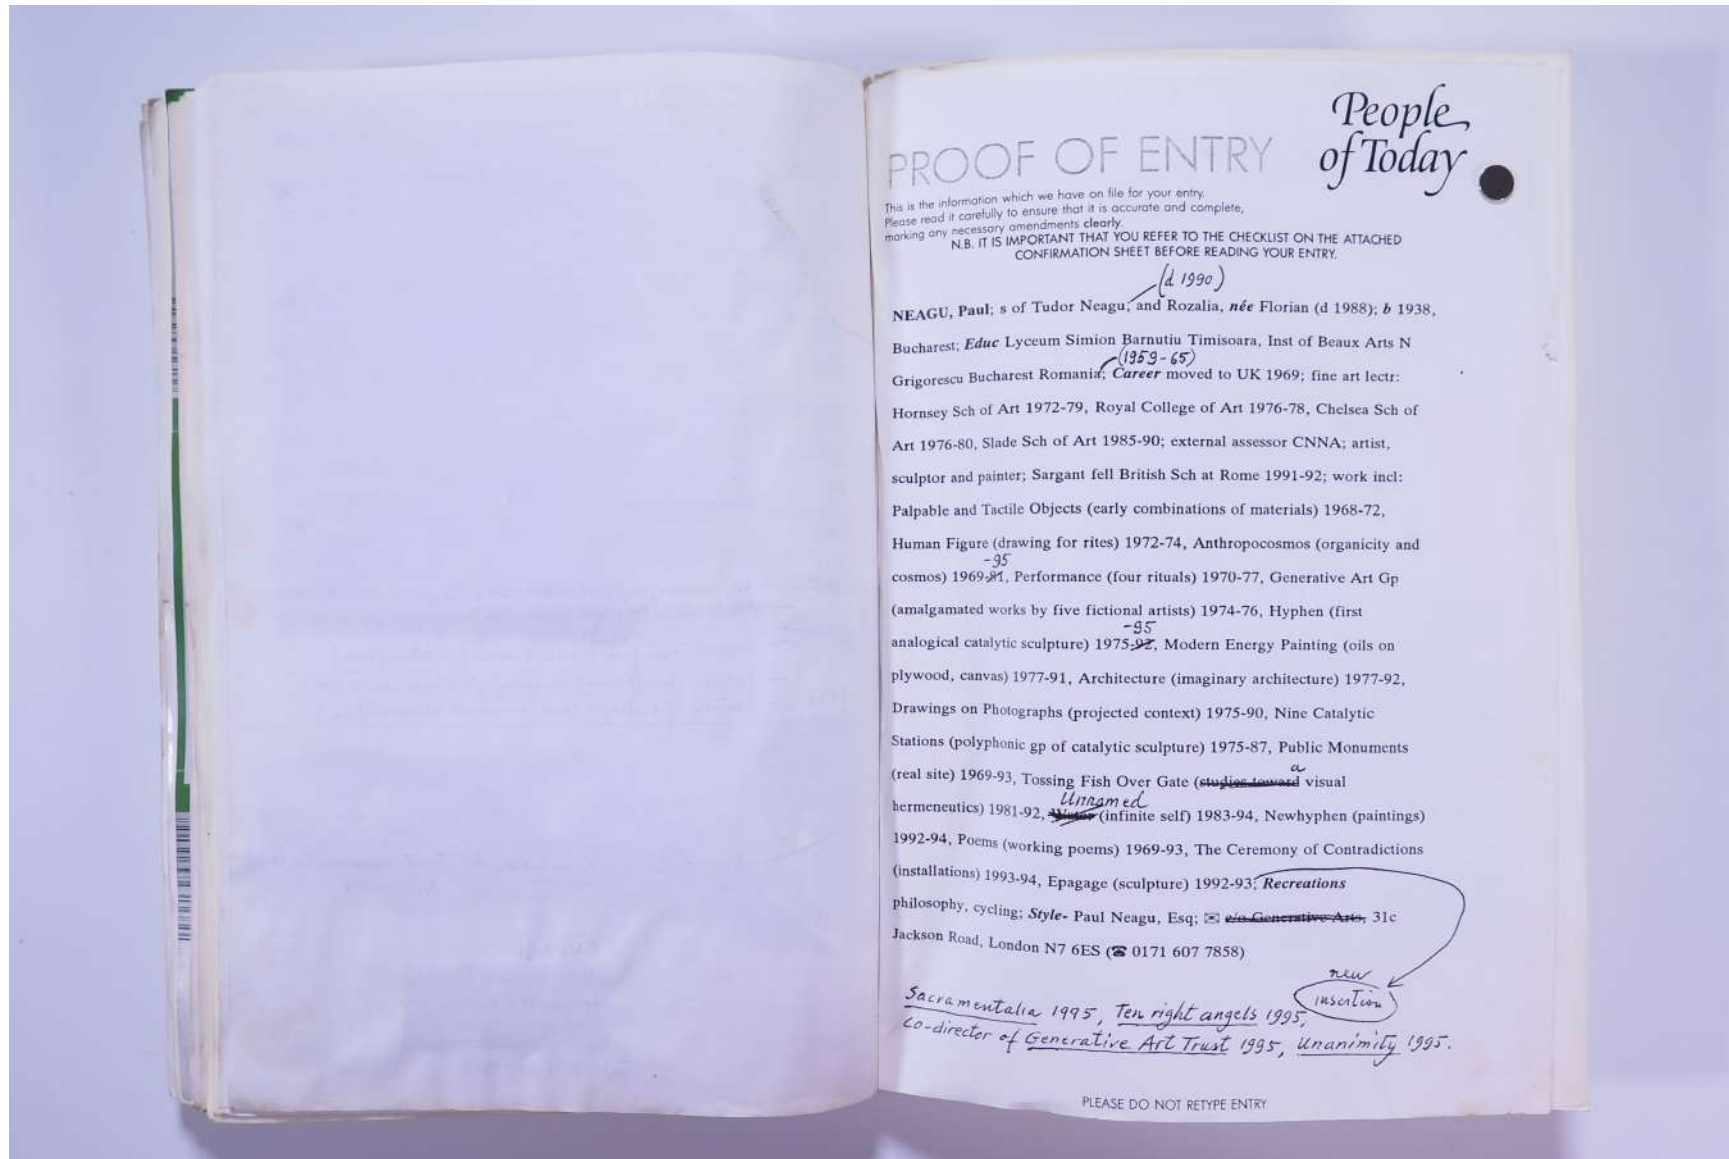 People
of Today
PROOF OF ENTRY
This is the information which we have on file for your entry.
Please read it carefully to ensure that it is accurate and complete,
marking any necessary amendments clearly.
N.B. IT IS IMPORTANT THAT YOU REFER TO THE CHECKLIST ON THE ATTACHED
CONFIRMATION SHEET BEFORE READING YOUR ENTRY.
(d 1990)
NEAGU, Paul; s of Tudor Neagu, and Rozalia, née Florian (d 1988); b 1938,
Bucharest; Educ Lyceum Simion Barnutiu Timisoara, Inst of Beaux Arts N
(1959-65)
Grigorescu Bucharest Romania; Career moved to UK 1969; fine art lectr:
Hornsey Sch of Art 1972-79, Royal College of Art 1976-78, Chelsea Sch of
Art 1976-80, Slade Sch of Art 1985-90; external assessor CNNA; artist,
sculptor and painter; Sargant fell British Sch at Rome 1991-92; work incl:
Palpable and Tactile Objects (early combinations of materials) 1968-72,
Human Figure (drawing for rites) 1972-74, Anthropocosmos (organicity and
-95
cosmos) 1969-81, Performance (four rituals) 1970-77, Generative Art Gp
(amalgamated works by five fictional artists) 1974-76, Hyphen (first
-95
analogical catalytic sculpture) 1975-92, Modern Energy Painting (oils on
plywood, canvas) 1977-91, Architecture (imaginary architecture) 1977-92,
Drawings on Photographs (projected context) 1975-90, Nine Catalytic
Stations (polyphonic gp of catalytic sculpture) 1975-87, Public Monuments
a
(real site) 1969-93, Tossing Fish Over Gate (studies toward visual
Unnamed
hermeneutics) 1981-92, (infinite self) 1983-94, Newhyphen (paintings)
1992-94, Poems (working poems) 1969-93, The Ceremony of Contradictions
(installations) 1993-94, Epagage (sculpture) 1992-93; Recreations
philosophy, cycling; Style- Paul Neagu, Esq; ✉ c/o Generative Arts, 31c
Jackson Road, London N7 6ES (☎ 0171 607 7858)
new
insertion
Sacramentalia 1995, Ten right angels 1995,
Co-director of Generative Art Trust 1995, Unanimity 1995.
PLEASE DO NOT RETYPE ENTRY